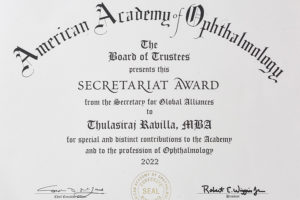 American Academy of Ophthalmology
The
Board of Trustees
presents this
SECRETARIAT AWARD
from the Secretary for Global Alliances
to
Thulasiraj Ravilla, MBA
for special and distinct contributions to the Academy
and to the profession of Ophthalmology
2022
SEAL